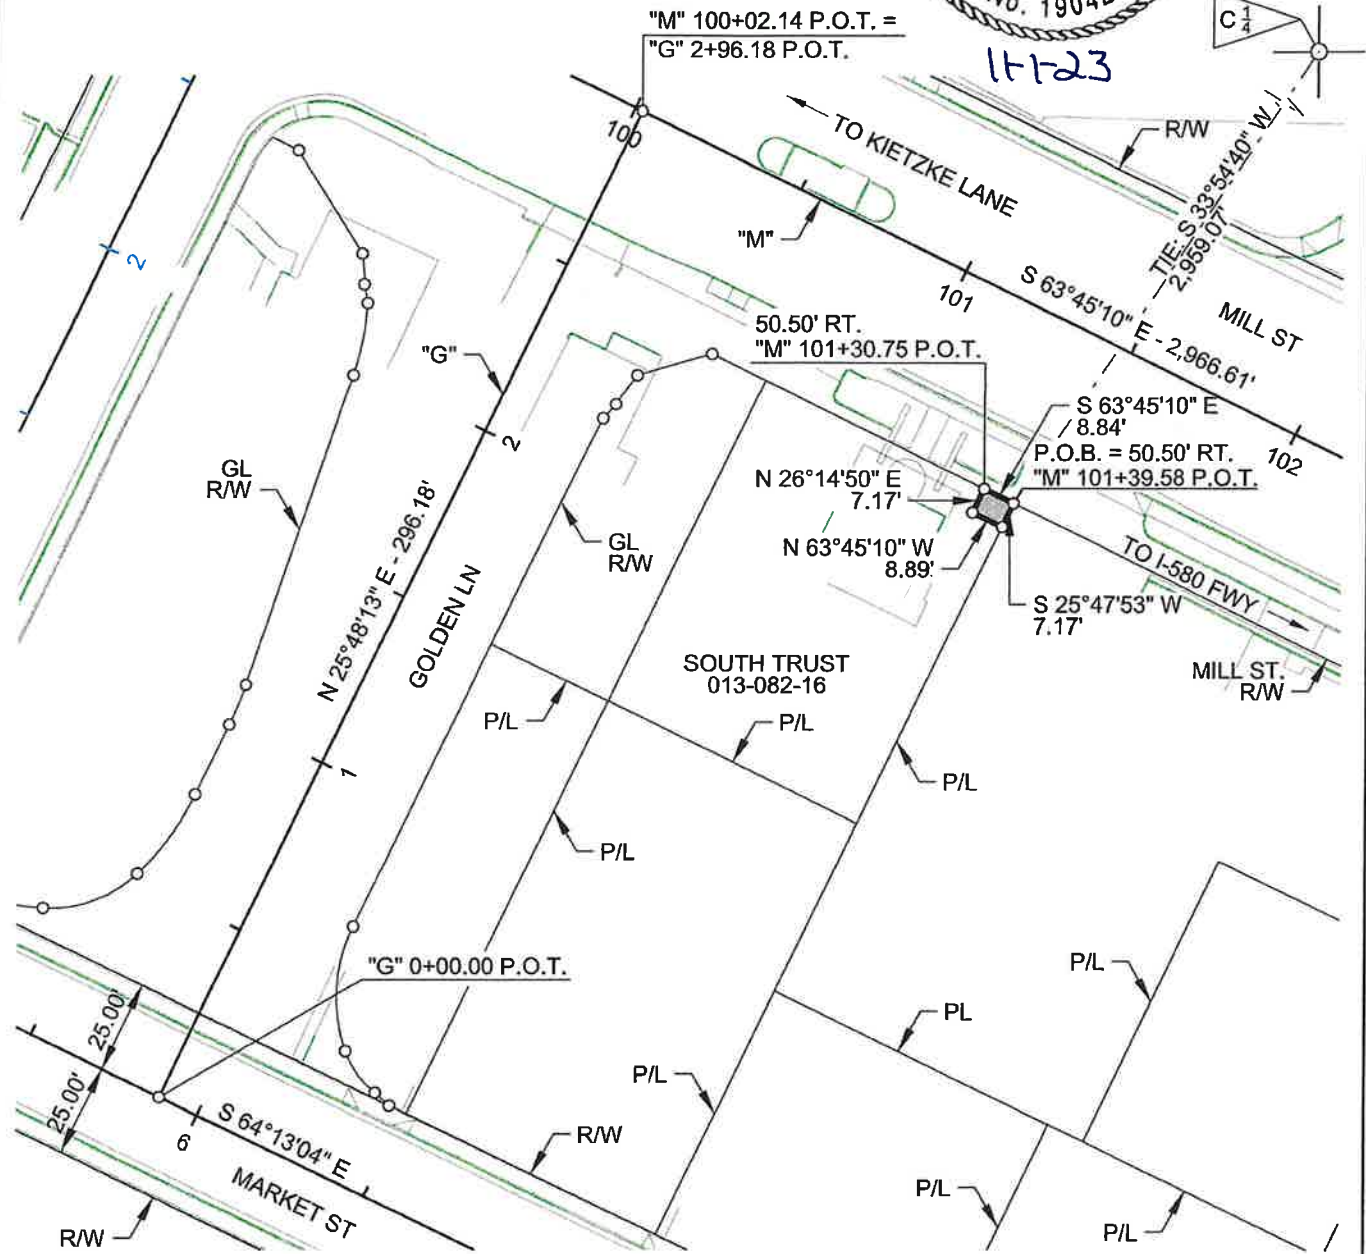 "M" 100+02.14 P.O.T. =
"G" 2+96.18 P.O.T.
11-1-23
C 1/4
100
TO KIETZKE LANE
R/W
TIE: S 33°54'40" W
2,959.07'
2
"M"
101
S 63°45'10" E - 2,966.61'
MILL ST
50.50' RT.
"M" 101+30.75 P.O.T.
"G"
S 63°45'10" E
8.84'
2
102
P.O.B. = 50.50' RT.
"M" 101+39.58 P.O.T.
GL
R/W
N 26°14'50" E
7.17'
N 25°48'13" E - 296.18'
GL
R/W
N 63°45'10" W
8.89'
TO I-580 FWY
GOLDEN LN
S 25°47'53" W
7.17'
SOUTH TRUST
013-082-16
MILL ST.
R/W
P/L
P/L
1
P/L
P/L
"G" 0+00.00 P.O.T.
P/L
25.00'
PL
25.00'
P/L
6
S 64°13'04" E
R/W
MARKET ST
P/L
R/W
P/L